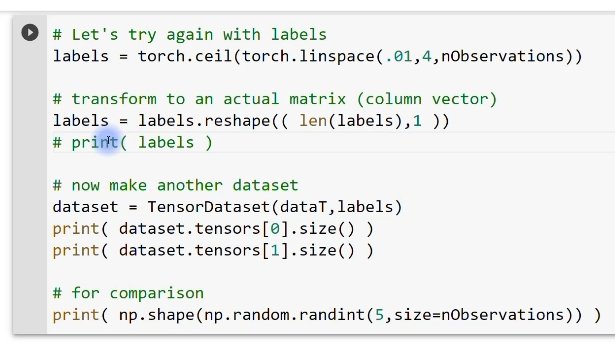 # Let's try again with labels
labels = torch.ceil(torch.linspace(.01,4,nObservations))
# transform to an actual matrix (column vector)
labels = labels.reshape(( len(labels),1 ))
# print( labels )
# now make another dataset
dataset = TensorDataset(dataT,labels)
print( dataset.tensors[0].size() )
print( dataset.tensors[1].size() )
# for comparison
print( np.shape(np.random.randint(5,size=nObservations)) )